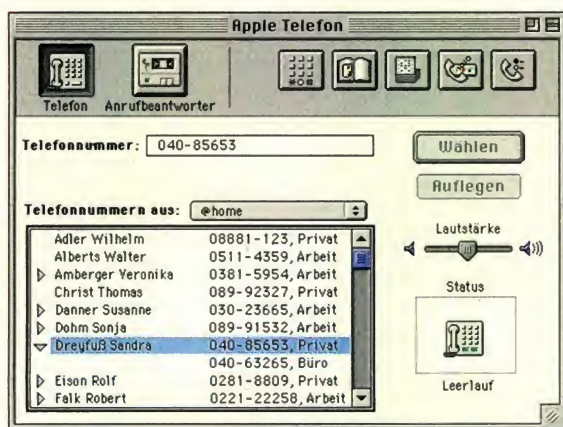 Apple Telefon
Telefon Anrufbeantworter
Telefonnummer: 040-85653
Wählen
Auflegen
Telefonnummern aus: @home
Lautstärke
Adler Wilhelm 08881-123, Privat
Alberts Walter 0511-4359, Arbeit
Amberger Veronika 0381-5954, Arbeit
Christ Thomas 089-92327, Privat
Danner Susanne 030-23665, Arbeit
Dohm Sonja 089-91532, Arbeit
Dreyfuß Sandra 040-85653, Privat
040-63265, Büro
Eison Rolf 0281-8809, Privat
Falk Robert 0221-22258, Arbeit
Status
Leerlauf